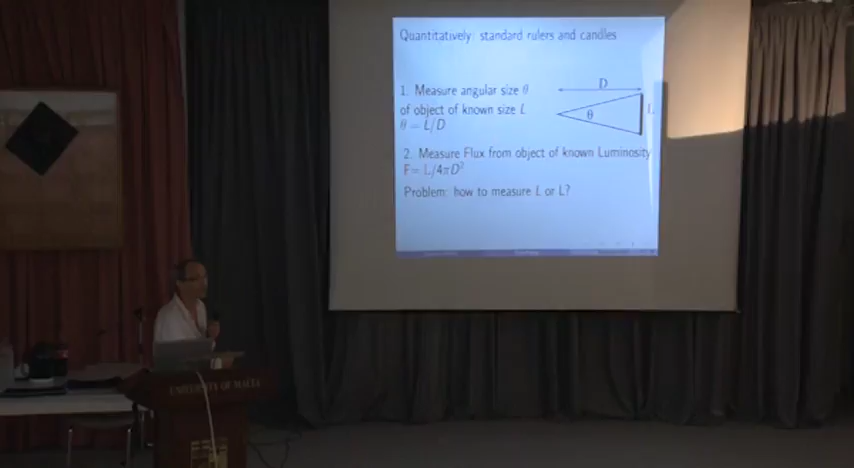 Quantitatively: standard rulers and candles
1. Measure angular size θ
of object of known size L
θ = L/D
D
θ
L
2. Measure Flux from object of known Luminosity
F= L/4πD²
Problem: how to measure L or L?
UNIVERSITY OF MALTA